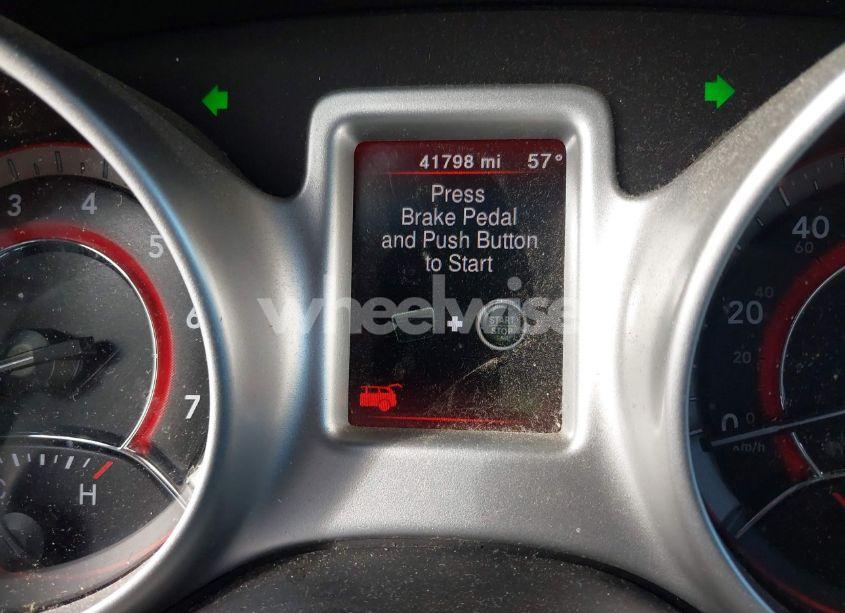 41798 mi 57°
Press
Brake Pedal
and Push Button
to Start
START
STOP
3
4
5
6
7
H
40
60
20
40
20
0
0
km/h
wheelwise